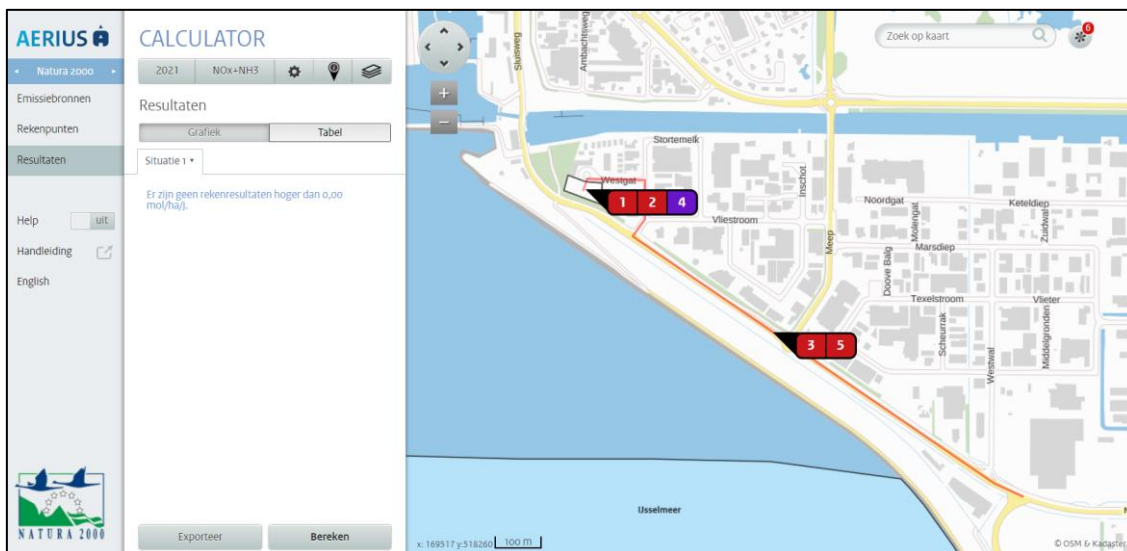 AERIUS
Natura 2000
Emissiebronnen
Rekenpunten
Resultaten
Help uit
Handleiding
English
NATURA 2000
CALCULATOR
2021 NOx+NH3
Resultaten
Grafiek Tabel
Situatie 1
Er zijn geen rekenresultaten hoger dan 0,00
mol/ha/j.
Exporteer Bereken
Zoek op kaart
6
Sluisweg
Ambachtsweg
Stortemelk
Westgat
1 2 4
Vliestroom
Inschot
Meep
Noordgat
Molengat
Keteldiep
Zuidwal
Marsdiep
Doove Balg
Texelstroom
Vlieter
Scheurrak
Westwal
Middelgronden
3 5
IJsselmeer
x: 169517 y:518260 100 m
© OSM & Kadaster